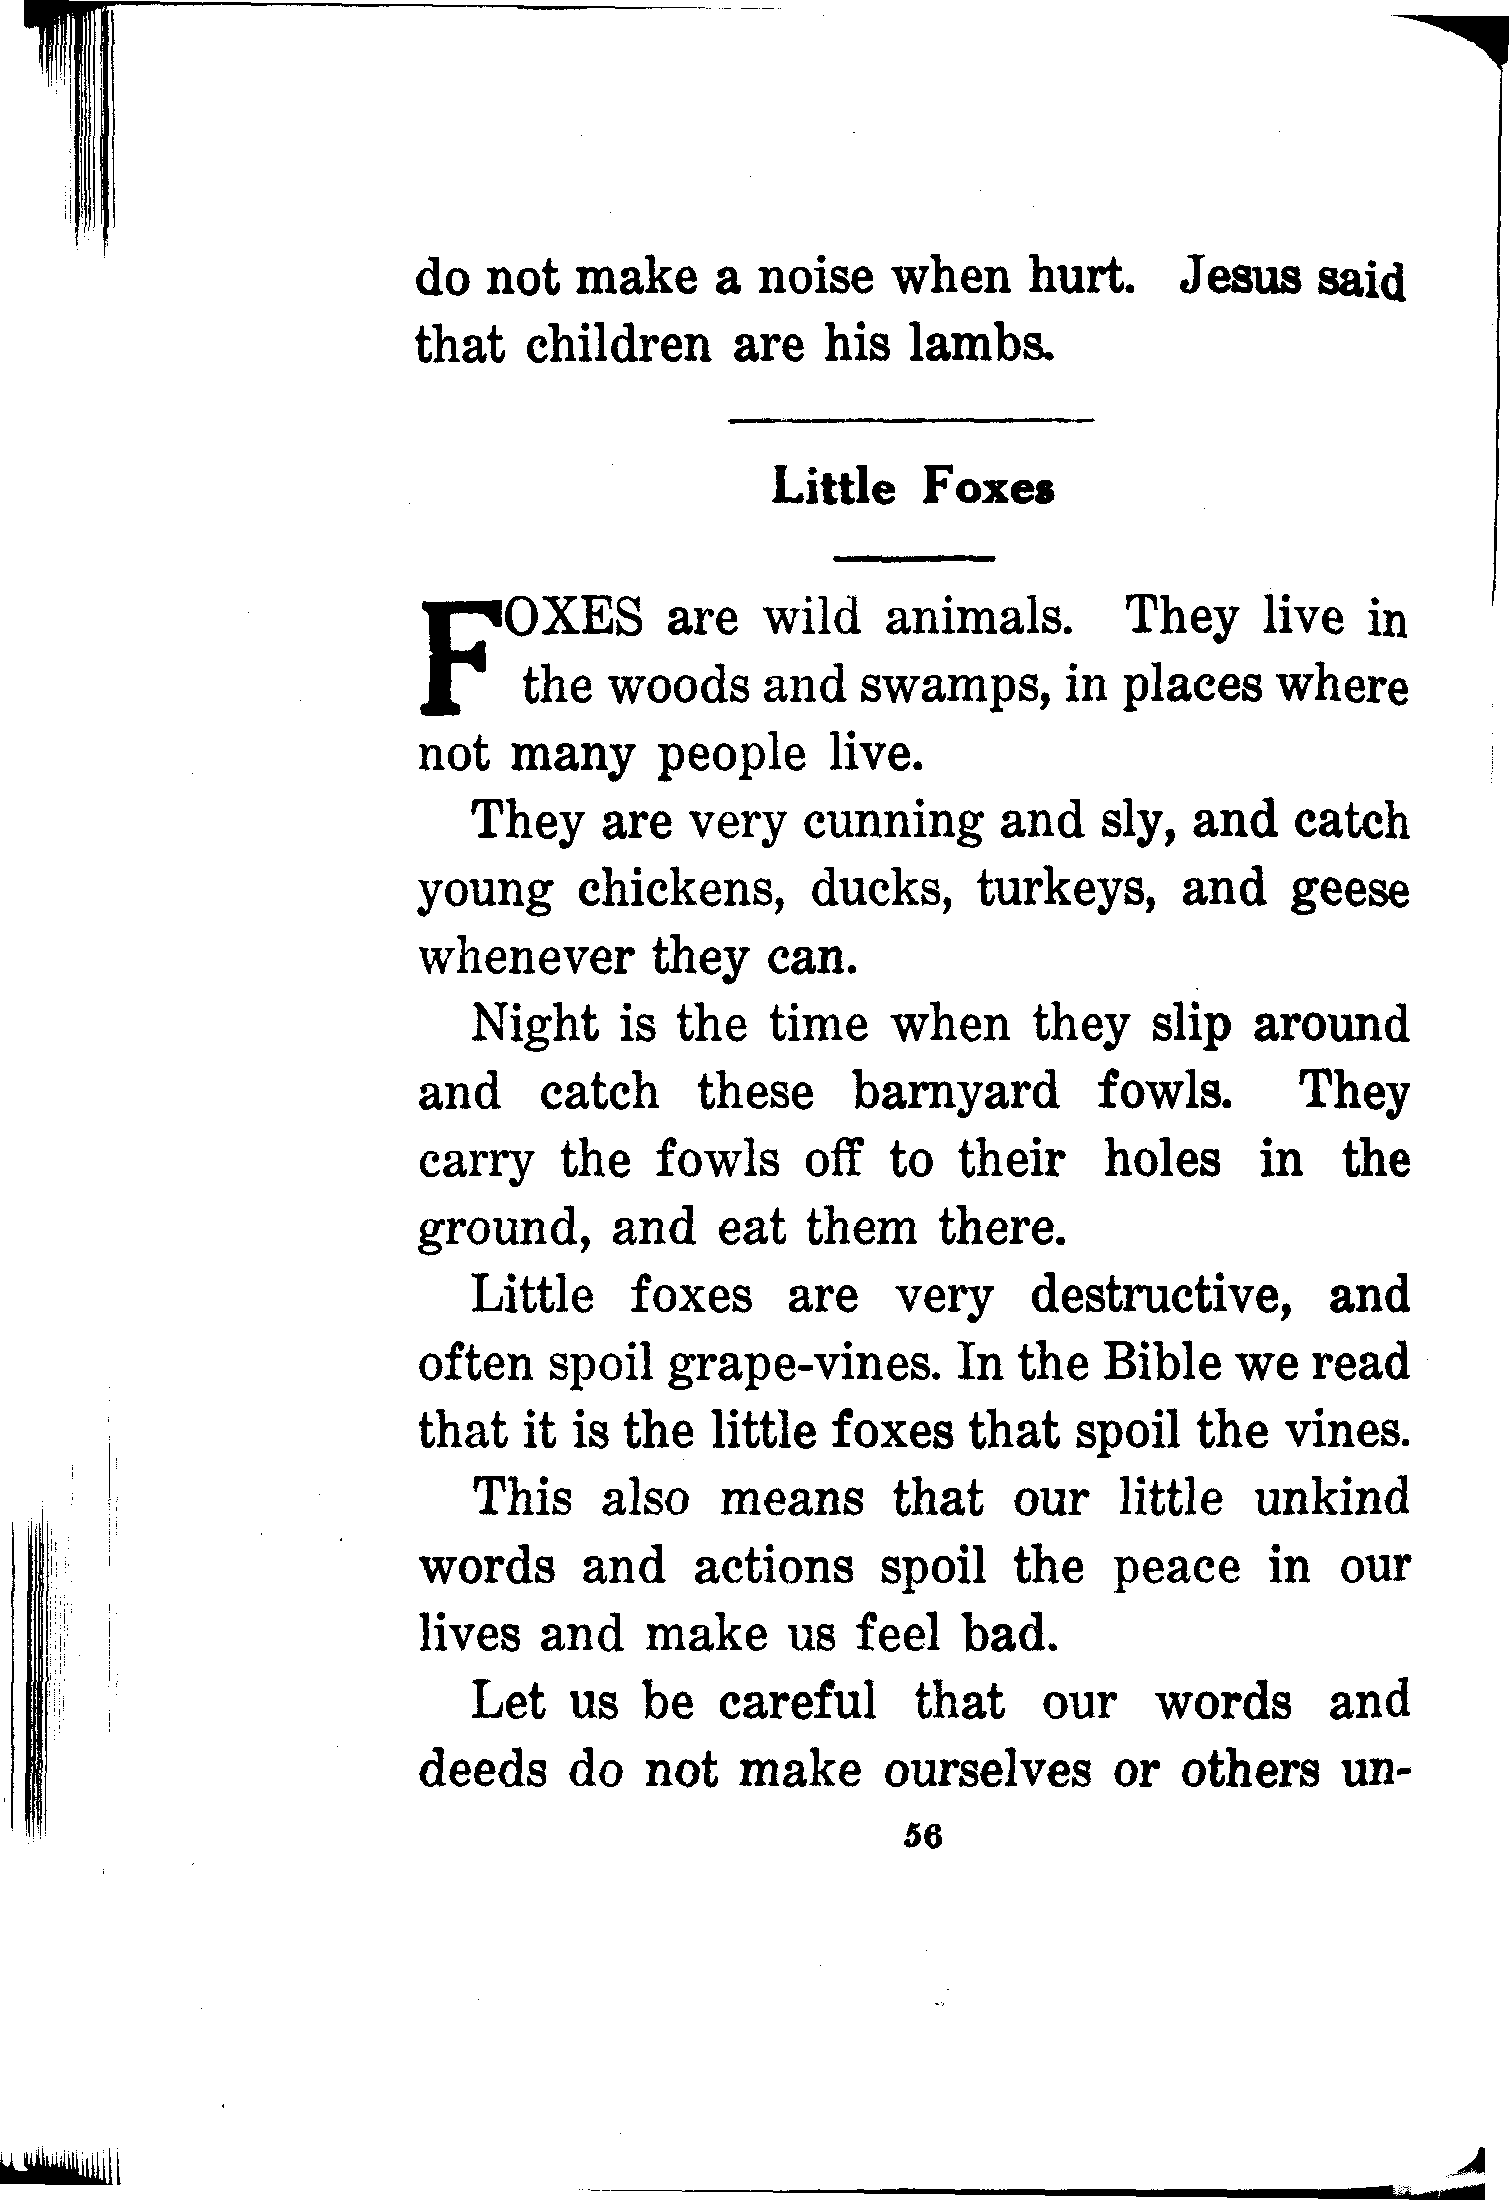 do not make a noise when hurt. Jesus said
that children are his lambs.
Little Foxes
FOXES are wild animals. They live in
the woods and swamps, in places where
not many people live.
They are very cunning and sly, and catch
young chickens, ducks, turkeys, and geese
whenever they can.
Night is the time when they slip around
and catch these barnyard fowls. They
carry the fowls off to their holes in the
ground, and eat them there.
Little foxes are very destructive, and
often spoil grape-vines. In the Bible we read
that it is the little foxes that spoil the vines.
This also means that our little unkind
words and actions spoil the peace in our
lives and make us feel bad.
Let us be careful that our words and
deeds do not make ourselves or others un-
56